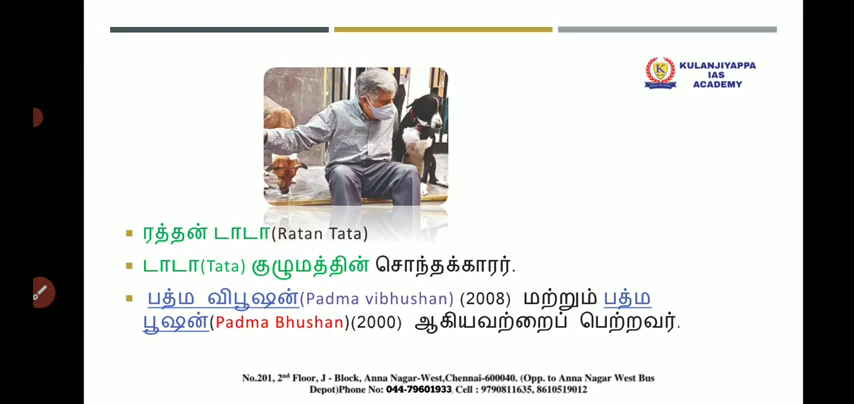 KULANJIYAPPA
IAS
ACADEMY
ரத்தன் டாடா(Ratan Tata)
டாடா(Tata) குழுமத்தின் சொந்தக்காரர்.
பத்ம விபூஷன்(Padma vibhushan) (2008) மற்றும் பத்ம
பூஷன்(Padma Bhushan)(2000) ஆகியவற்றைப் பெற்றவர்.
No.201, 2nd Floor, J - Block, Anna Nagar-West,Chennai-600040. (Opp. to Anna Nagar West Bus
Depot)Phone No: 044-79601933, Cell : 9790811635, 8610519012